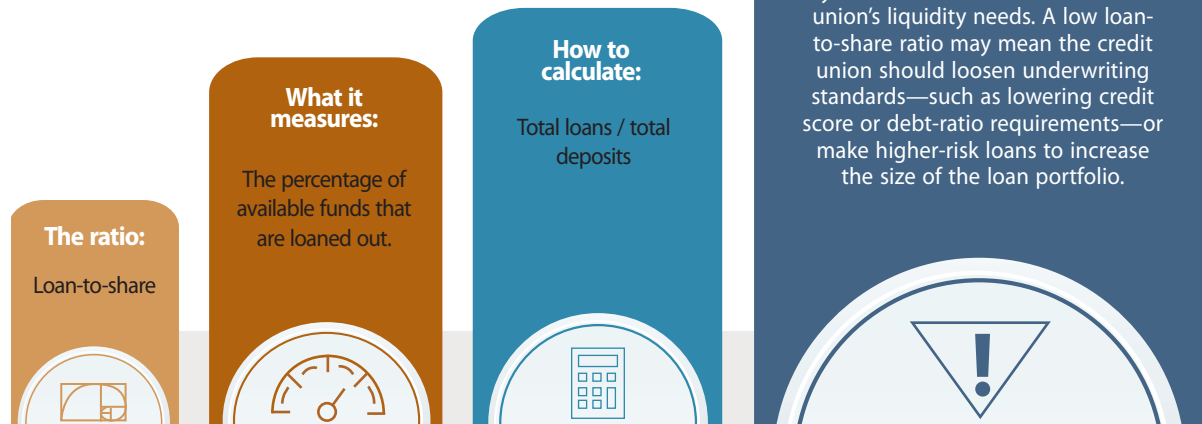 The ratio:
Loan-to-share
What it
measures:
The percentage of
available funds that
are loaned out.
How to
calculate:
Total loans / total
deposits
union’s liquidity needs. A low loan-
to-share ratio may mean the credit
union should loosen underwriting
standards—such as lowering credit
score or debt-ratio requirements—or
make higher-risk loans to increase
the size of the loan portfolio.